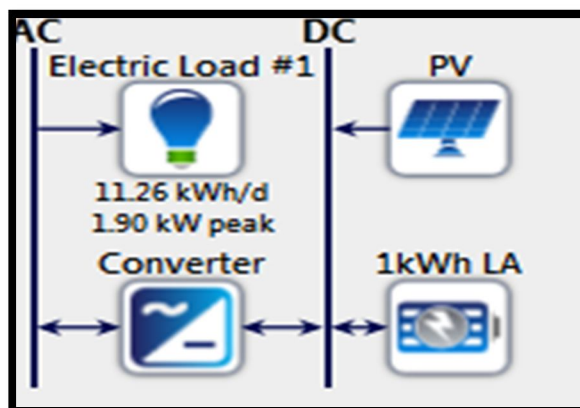 AC DC
Electric Load #1 PV
11.26 kWh/d
1.90 kW peak
Converter 1kWh LA